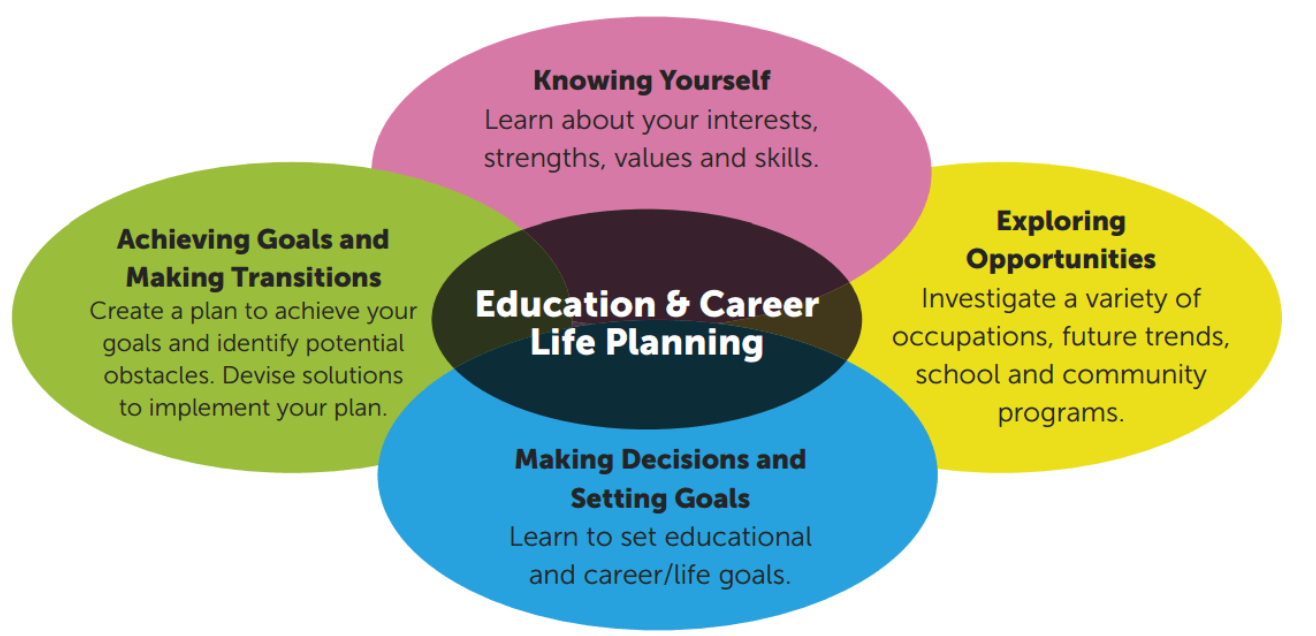 Knowing Yourself
Learn about your interests,
strengths, values and skills.
Achieving Goals and
Making Transitions
Create a plan to achieve your
goals and identify potential
obstacles. Devise solutions
to implement your plan.
Education & Career
Life Planning
Exploring
Opportunities
Investigate a variety of
occupations, future trends,
school and community
programs.
Making Decisions and
Setting Goals
Learn to set educational
and career/life goals.